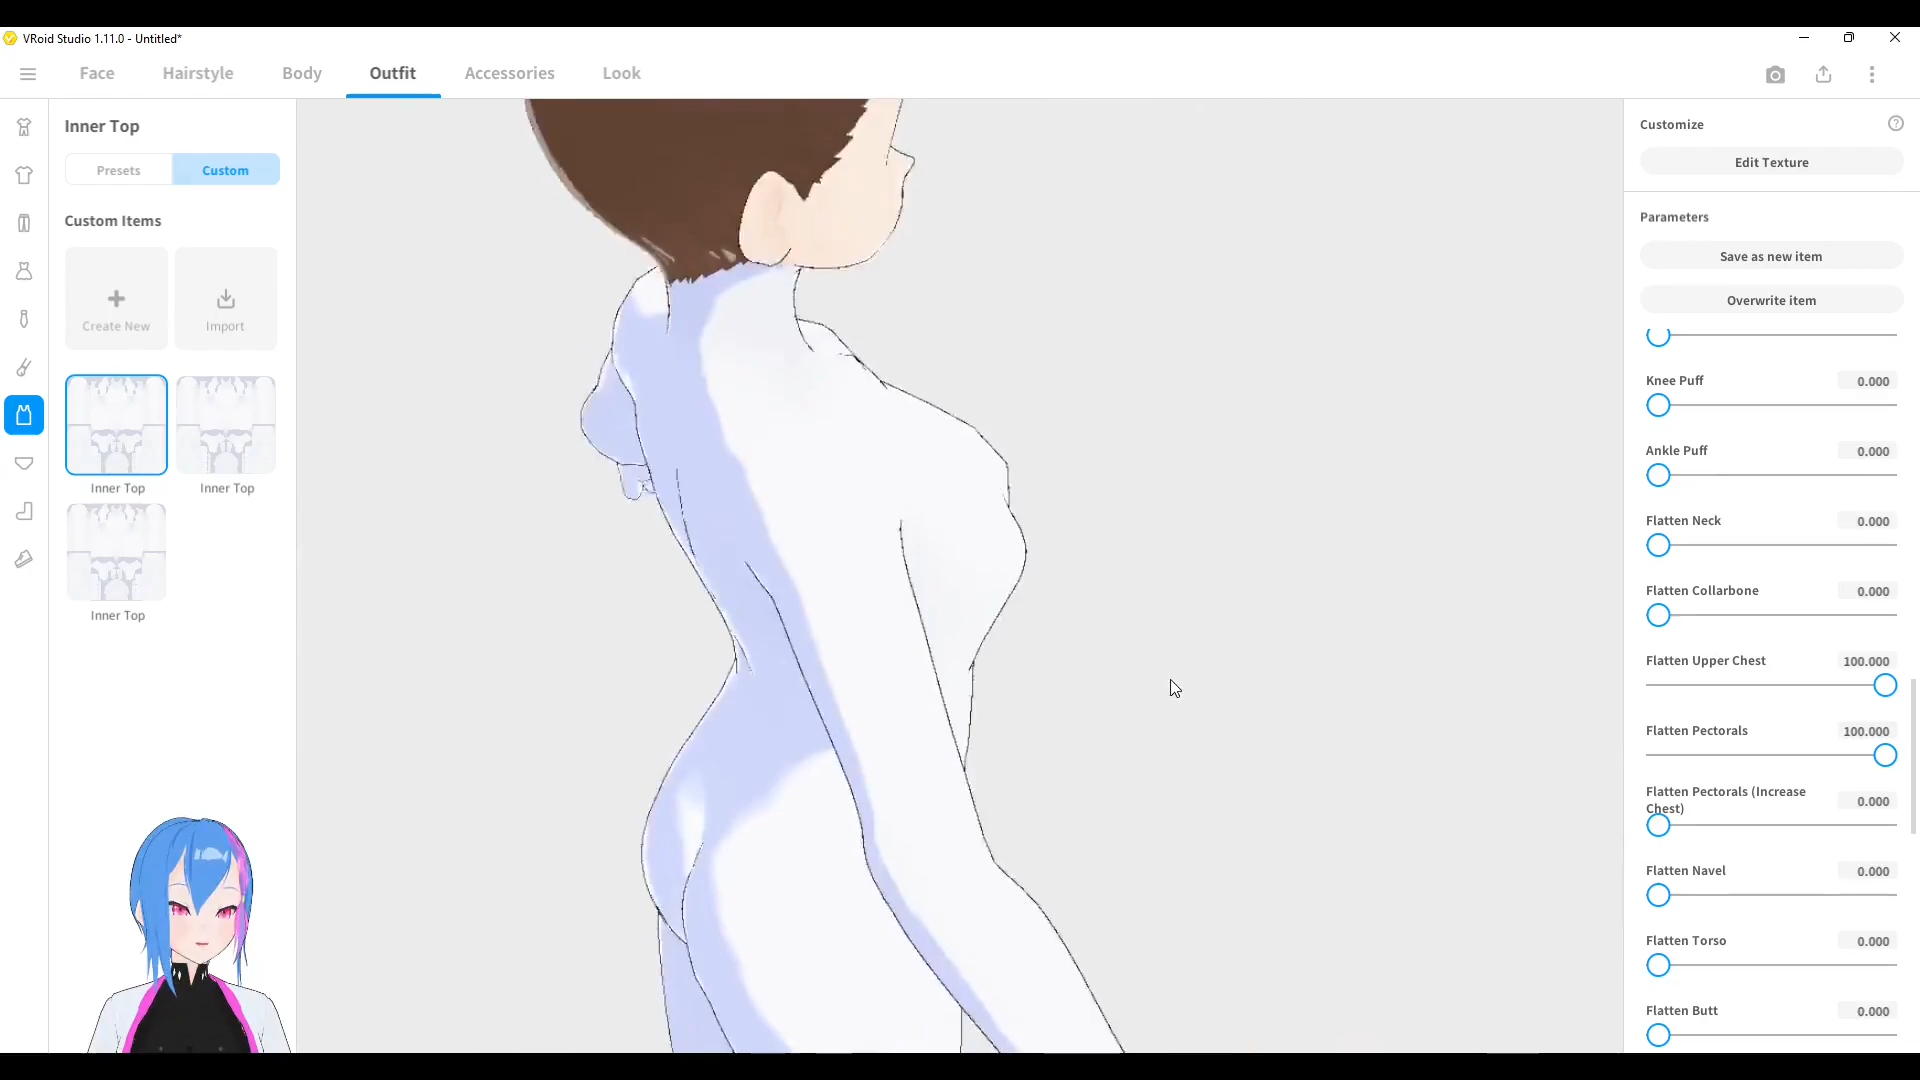 VRoid Studio 1.11.0 - Untitled*
Face
Hairstyle
Body
Outfit
Accessories
Look
Inner Top
Presets
Custom
Custom Items
Create New
Import
Inner Top
Inner Top
Inner Top
Customize
Edit Texture
Parameters
Save as new item
Overwrite item
Knee Puff 0.000
Ankle Puff 0.000
Flatten Neck 0.000
Flatten Collarbone 0.000
Flatten Upper Chest 100.000
Flatten Pectorals 100.000
Flatten Pectorals (Increase
Chest) 0.000
Flatten Navel 0.000
Flatten Torso 0.000
Flatten Butt 0.000